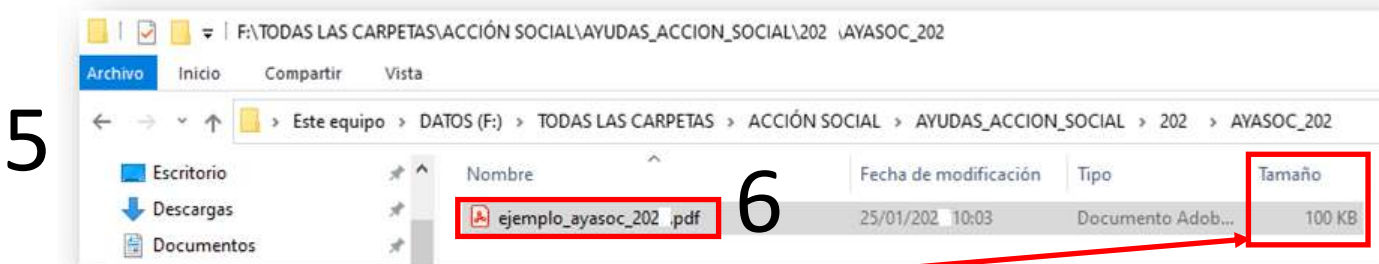 F:\TODAS LAS CARPETAS\ACCIÓN SOCIAL\AYUDAS_ACCION_SOCIAL\202 \AYASOC_202
Archivo Inicio Compartir Vista
5
Este equipo > DATOS (F:) > TODAS LAS CARPETAS > ACCIÓN SOCIAL > AYUDAS_ACCION_SOCIAL > 202 > AYASOC_202
Escritorio Nombre Fecha de modificación Tipo Tamaño
6
Descargas ejemplo_ayasoc_202 .pdf 25/01/202 10:03 Documento Adob... 100 KB
Documentos